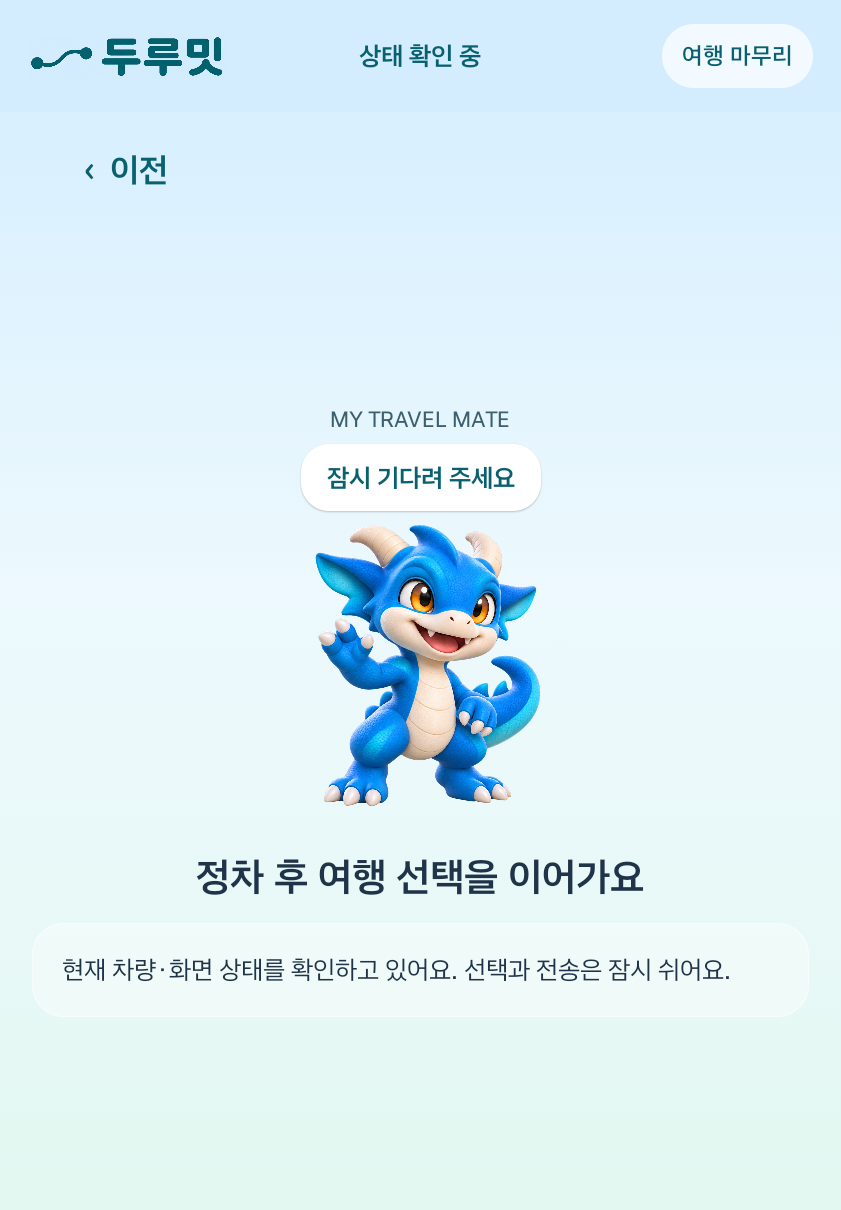 두루밋
상태 확인 중
여행 마무리
‹ 이전
MY TRAVEL MATE
잠시 기다려 주세요
정차 후 여행 선택을 이어가요
현재 차량·화면 상태를 확인하고 있어요. 선택과 전송은 잠시 쉬어요.